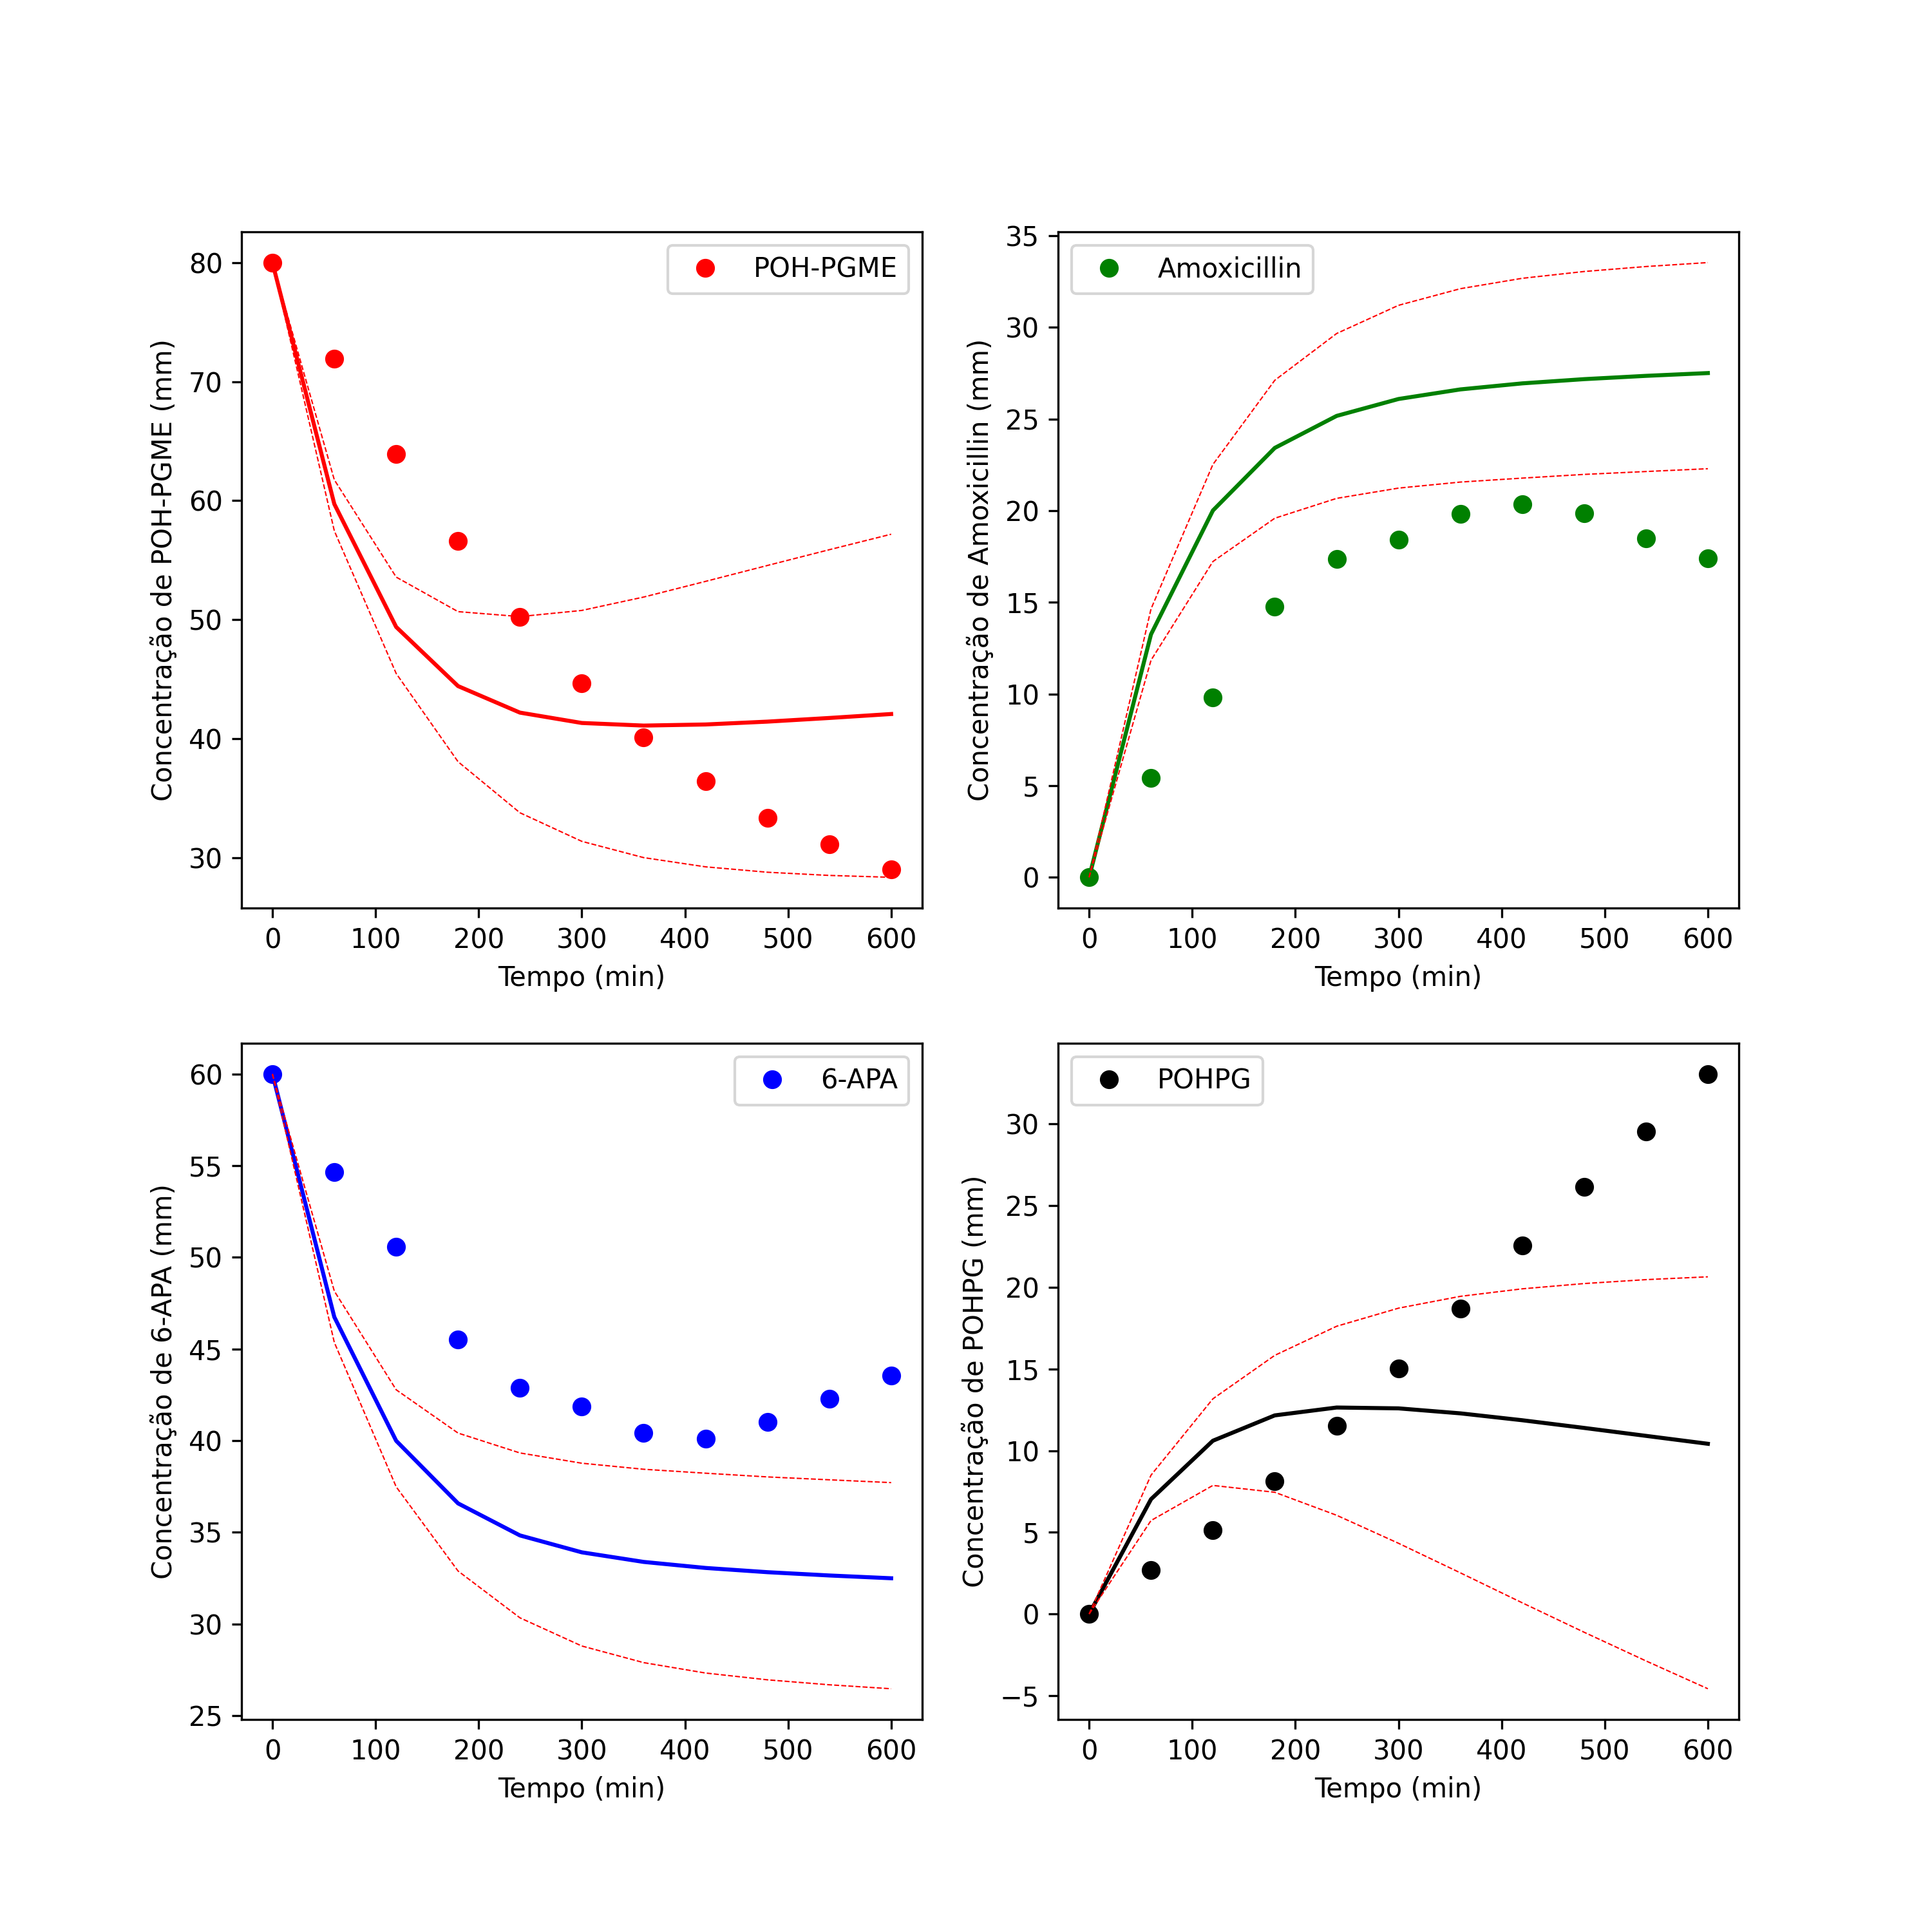 POH-PGME
80
70
60
50
40
30
Concentração de POH-PGME (mm)
0 100 200 300 400 500 600
Tempo (min)
Amoxicillin
35
30
25
20
15
10
5
0
Concentração de Amoxicillin (mm)
0 100 200 300 400 500 600
Tempo (min)
6-APA
60
55
50
45
40
35
30
25
Concentração de 6-APA (mm)
0 100 200 300 400 500 600
Tempo (min)
POHPG
30
25
20
15
10
5
0
−5
Concentração de POHPG (mm)
0 100 200 300 400 500 600
Tempo (min)